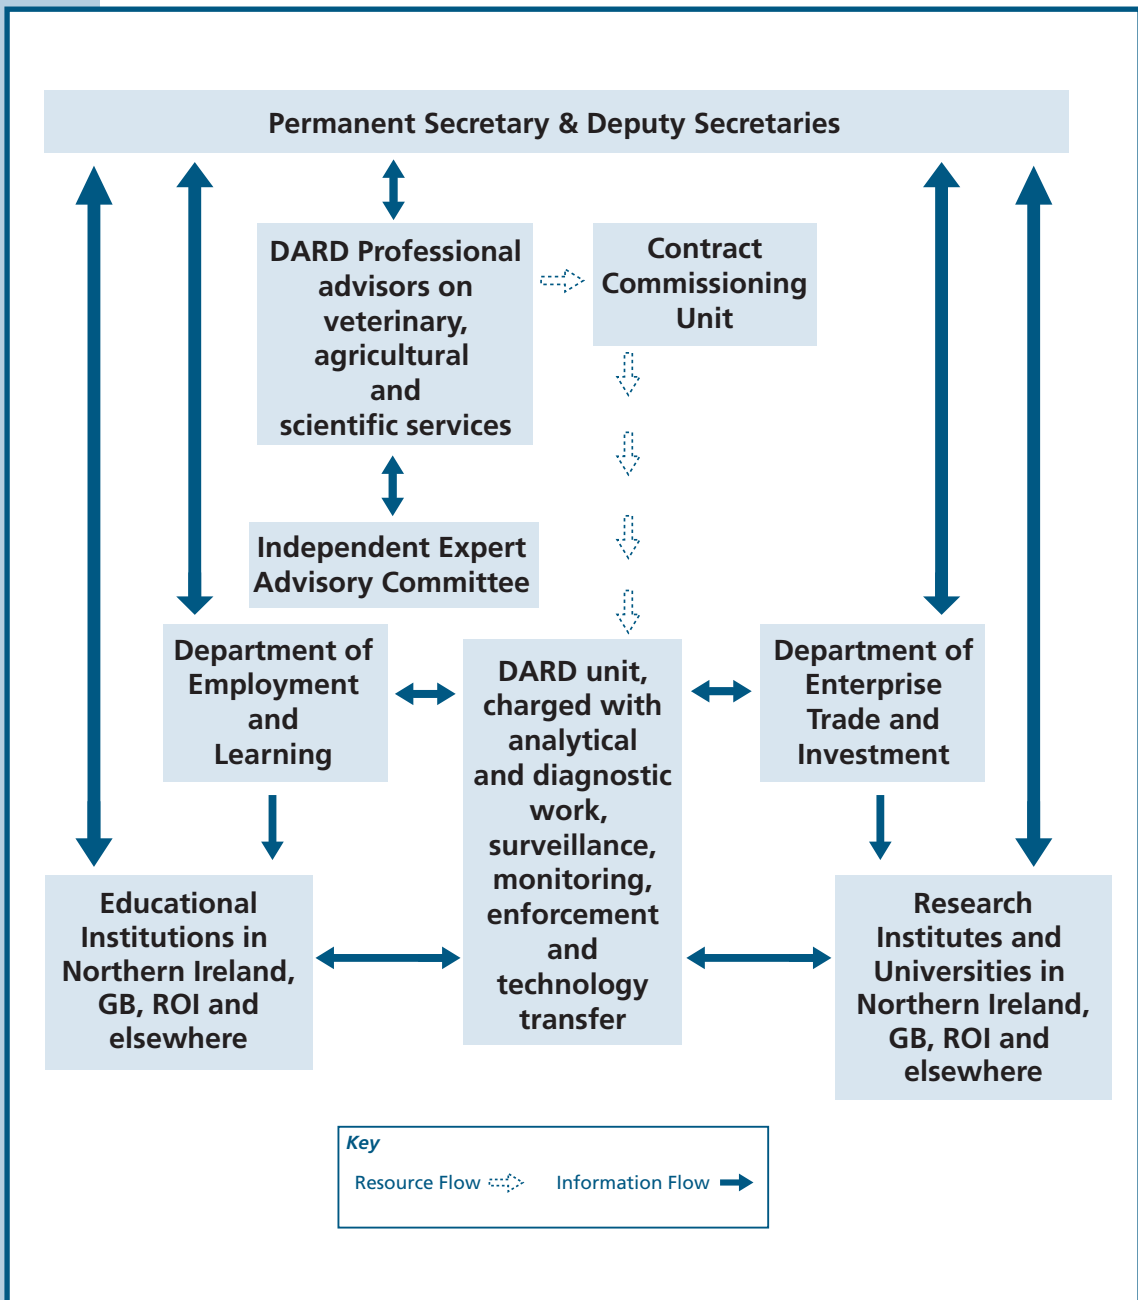 Permanent Secretary & Deputy Secretaries
DARD Professional
advisors on
veterinary,
agricultural
and
scientific services
Contract
Commissioning
Unit
Independent Expert
Advisory Committee
Department of
Employment
and
Learning
DARD unit,
charged with
analytical
and diagnostic
work,
surveillance,
monitoring,
enforcement
and
technology
transfer
Department of
Enterprise
Trade and
Investment
Educational
Institutions in
Northern Ireland,
GB, ROI and
elsewhere
Research
Institutes and
Universities in
Northern Ireland,
GB, ROI and
elsewhere
Key
Resource Flow
Information Flow